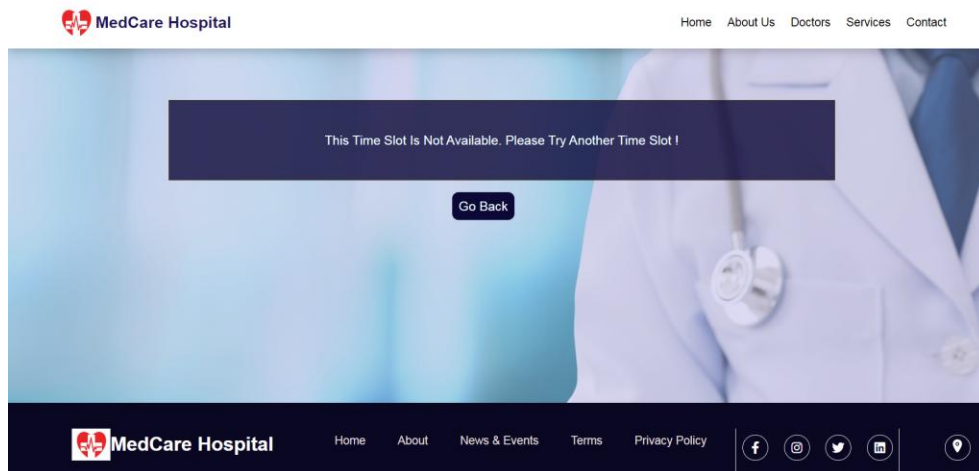 MedCare Hospital
Home About Us Doctors Services Contact
This Time Slot Is Not Available. Please Try Another Time Slot !
Go Back
MedCare Hospital
Home About News & Events Terms Privacy Policy